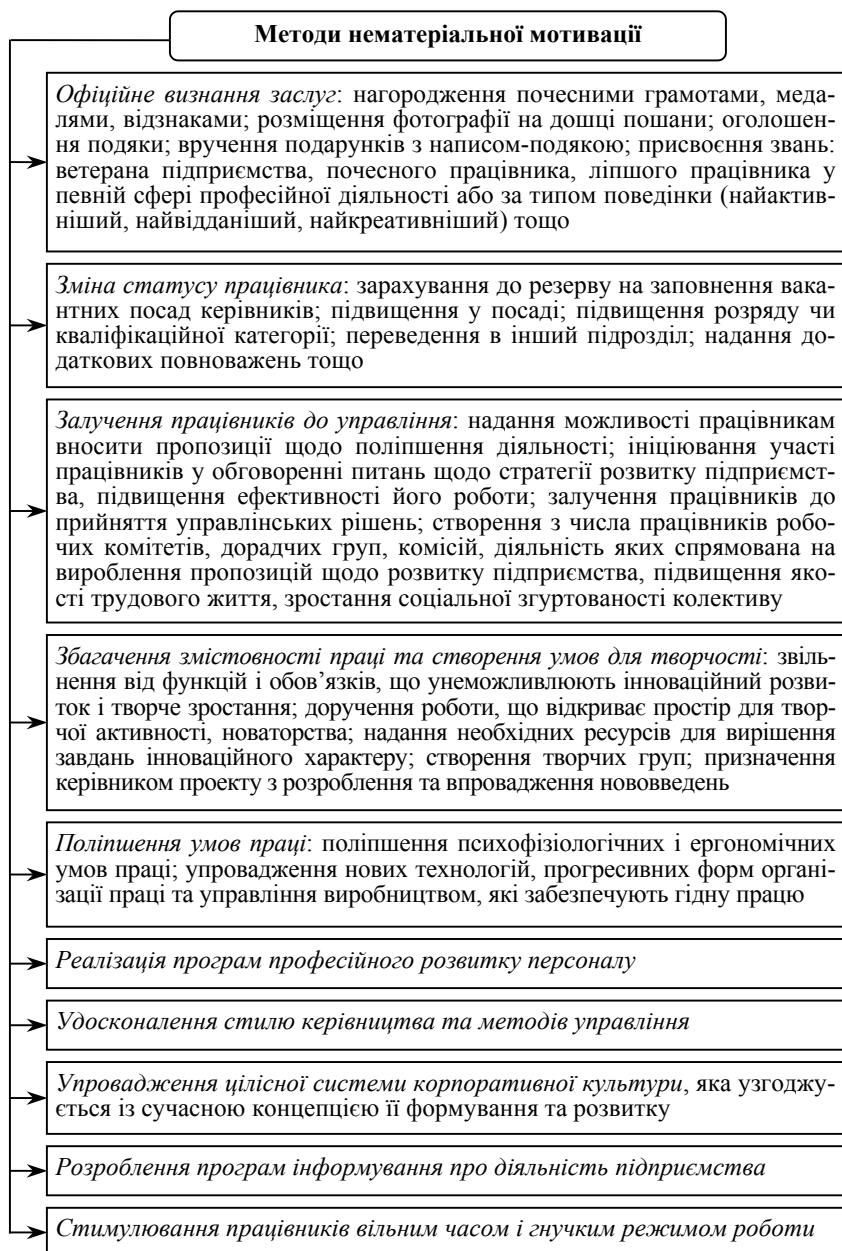 Методи нематеріальної мотивації
Офіційне визнання заслуг: нагородження почесними грамотами, меда-
лями, відзнаками; розміщення фотографії на дошці пошани; оголошен-
ня подяки; вручення подарунків з написом-подякою; присвоєння звань:
ветерана підприємства, почесного працівника, ліпшого працівника у
певній сфері професійної діяльності або за типом поведінки (найактив-
ніший, найвідданіший, найкреативніший) тощо
Зміна статусу працівника: зарахування до резерву на заповнення вака-
нтних посад керівників; підвищення у посаді; підвищення розряду чи
кваліфікаційної категорії; переведення в інший підрозділ; надання до-
даткових повноважень тощо
Залучення працівників до управління: надання можливості працівникам
вносити пропозиції щодо поліпшення діяльності; ініціювання участі
працівників у обговоренні питань щодо стратегії розвитку підприємст-
ва, підвищення ефективності його роботи; залучення працівників до
прийняття управлінських рішень; створення з числа працівників робо-
чих комітетів, дорадчих груп, комісій, діяльність яких спрямована на
вироблення пропозицій щодо розвитку підприємства, підвищення яко-
сті трудового життя, зростання соціальної згуртованості колективу
Збагачення змістовності праці та створення умов для творчості: звіль-
нення від функцій і обов’язків, що унеможливлюють інноваційний розви-
ток і творче зростання; доручення роботи, що відкриває простір для твор-
чої активності, новаторства; надання необхідних ресурсів для вирішення
завдань інноваційного характеру; створення творчих груп; призначення
керівником проекту з розроблення та впровадження нововведень
Поліпшення умов праці: поліпшення психофізіологічних і ергономічних
умов праці; упровадження нових технологій, прогресивних форм органі-
зації праці та управління виробництвом, які забезпечують гідну працю
Реалізація програм професійного розвитку персоналу
Удосконалення стилю керівництва та методів управління
Упровадження цілісної системи корпоративної культури, яка узгоджу-
ється із сучасною концепцією її формування та розвитку
Розроблення програм інформування про діяльність підприємства
Стимулювання працівників вільним часом і гнучким режимом роботи